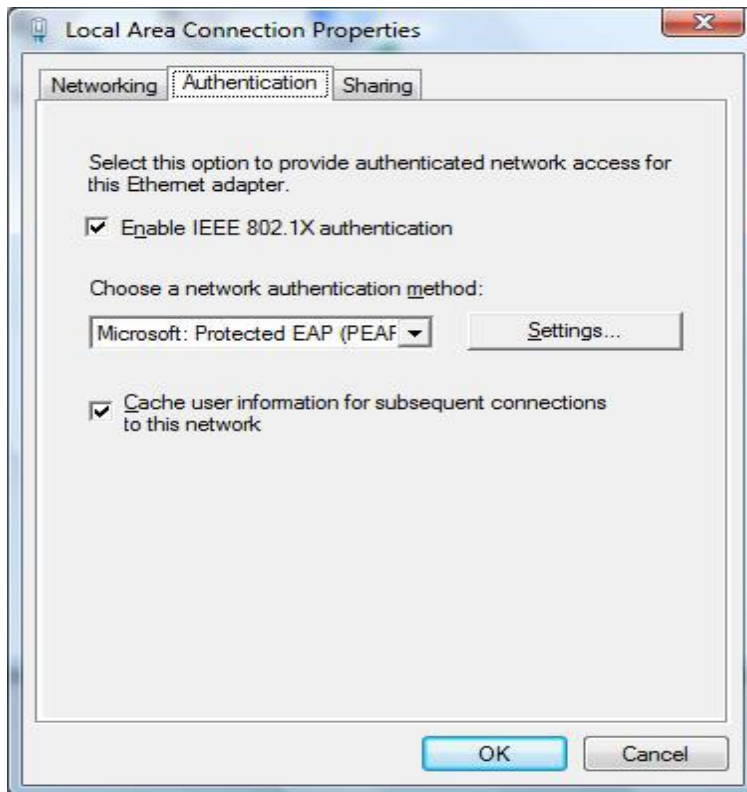 Local Area Connection Properties
Networking Authentication Sharing
Select this option to provide authenticated network access for
this Ethernet adapter.
Enable IEEE 802.1X authentication
Choose a network authentication method:
Microsoft: Protected EAP (PEAP Settings...
Cache user information for subsequent connections
to this network
OK Cancel